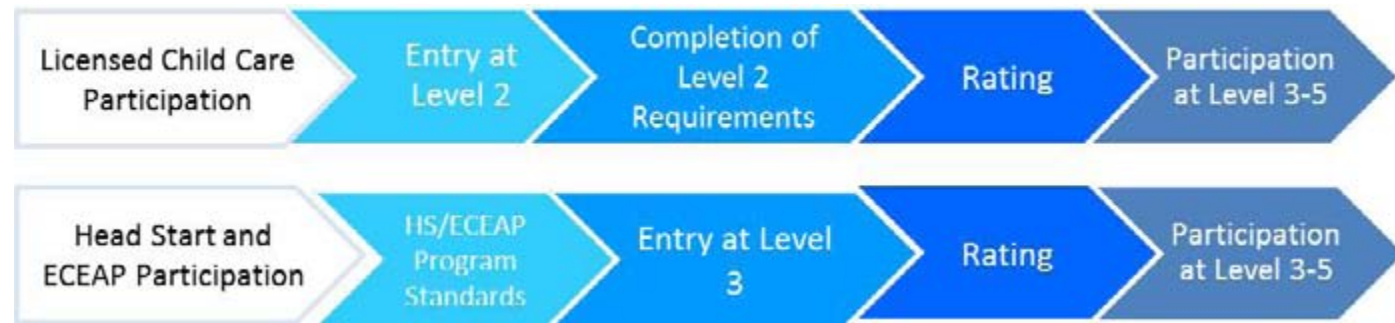 Licensed Child Care
Participation
Entry at
Level 2
Completion of
Level 2
Requirements
Rating
Participation
at Level 3-5
Head Start and
ECEAP Participation
HS/ECEAP
Program
Standards
Entry at Level
3
Rating
Participation
at Level 3-5